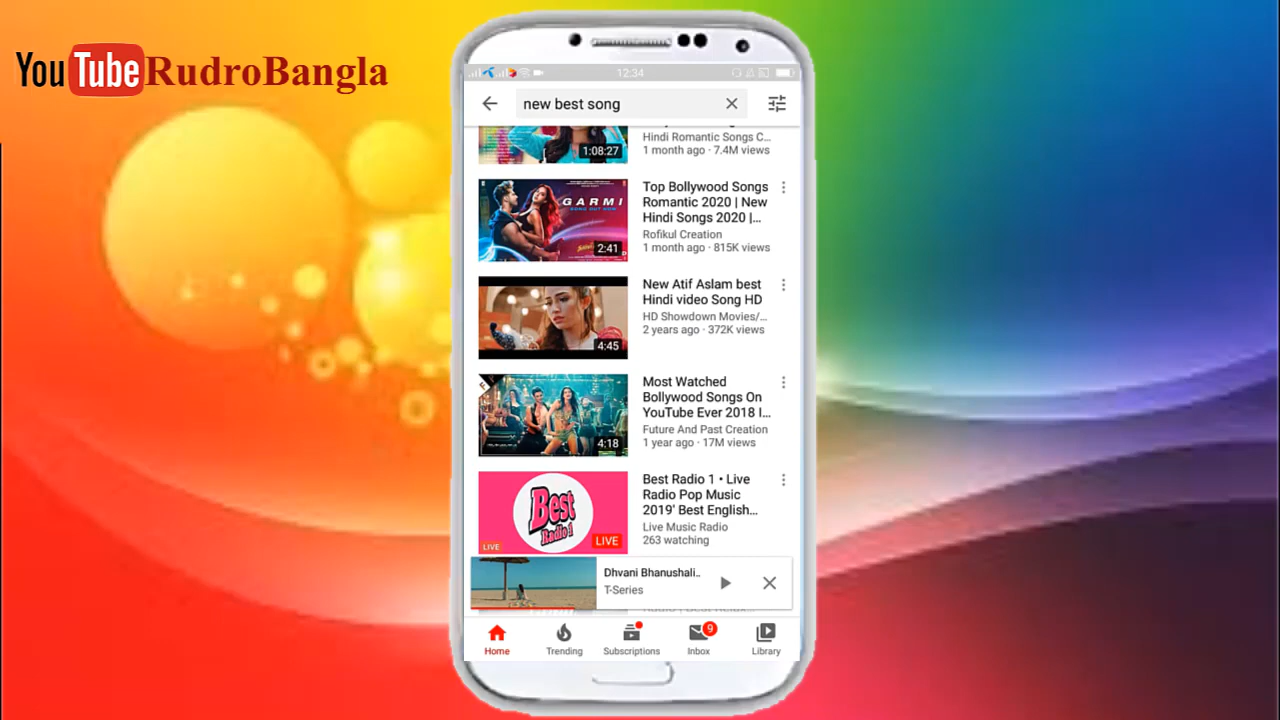 YouTube RudroBangla
12:34
new best song
Hindi Romantic Songs C...
1:08:27
1 month ago · 7.4M views
Top Bollywood Songs
Romantic 2020 | New
Hindi Songs 2020 |...
Rofikul Creation
1 month ago · 815K views
GARMI
2:41
New Atif Aslam best
Hindi video Song HD
HD Showdown Movies/...
2 years ago · 372K views
4:45
Most Watched
Bollywood Songs On
YouTube Ever 2018 I...
Future And Past Creation
1 year ago · 17M views
4:18
Best Radio 1 • Live
Radio Pop Music
2019' Best English...
Live Music Radio
263 watching
Best
Radio 1
LIVE
LIVE
Dhvani Bhanushali..
T-Series
9
Home
Trending
Subscriptions
Inbox
Library